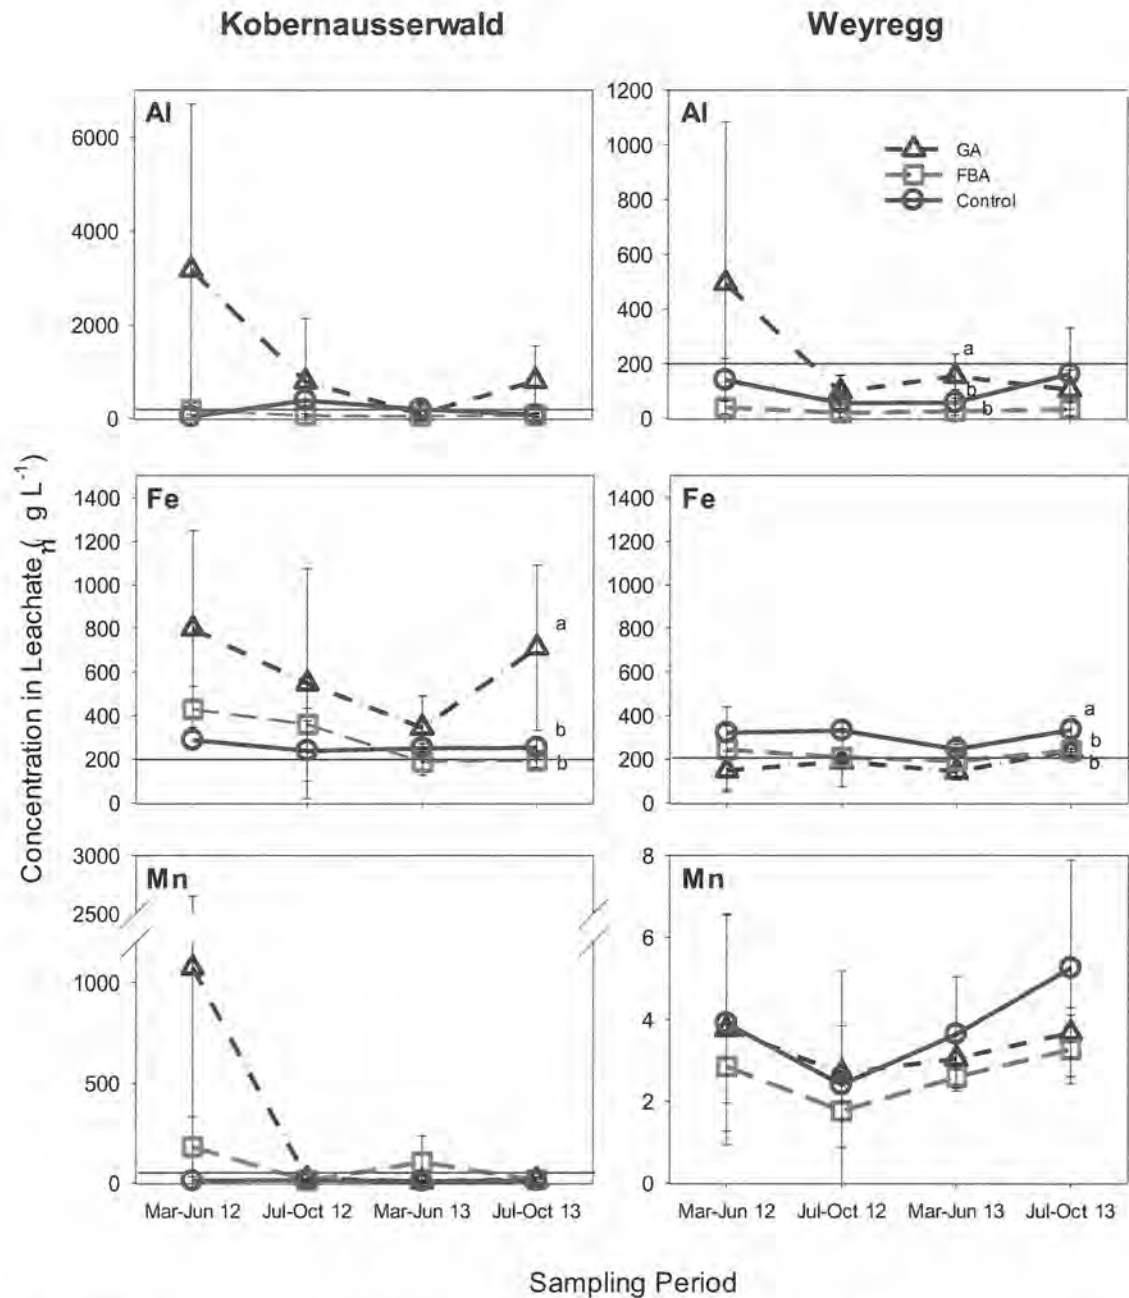 Kobernausserwald
Weyregg
Al
6000
4000
2000
0
Al
1200
1000
800
600
400
200
0
GA
FBA
Control
a
b
b
Fe
1400
1200
1000
800
600
400
200
0
a
b
b
Fe
1400
1200
1000
800
600
400
200
0
a
b
b
Mn
3000
2500
1000
500
0
Mar-Jun 12 Jul-Oct 12 Mar-Jun 13 Jul-Oct 13
Mn
8
6
4
2
0
Mar-Jun 12 Jul-Oct 12 Mar-Jun 13 Jul-Oct 13
Concentration in Leachate ( g L⁻¹)
Sampling Period